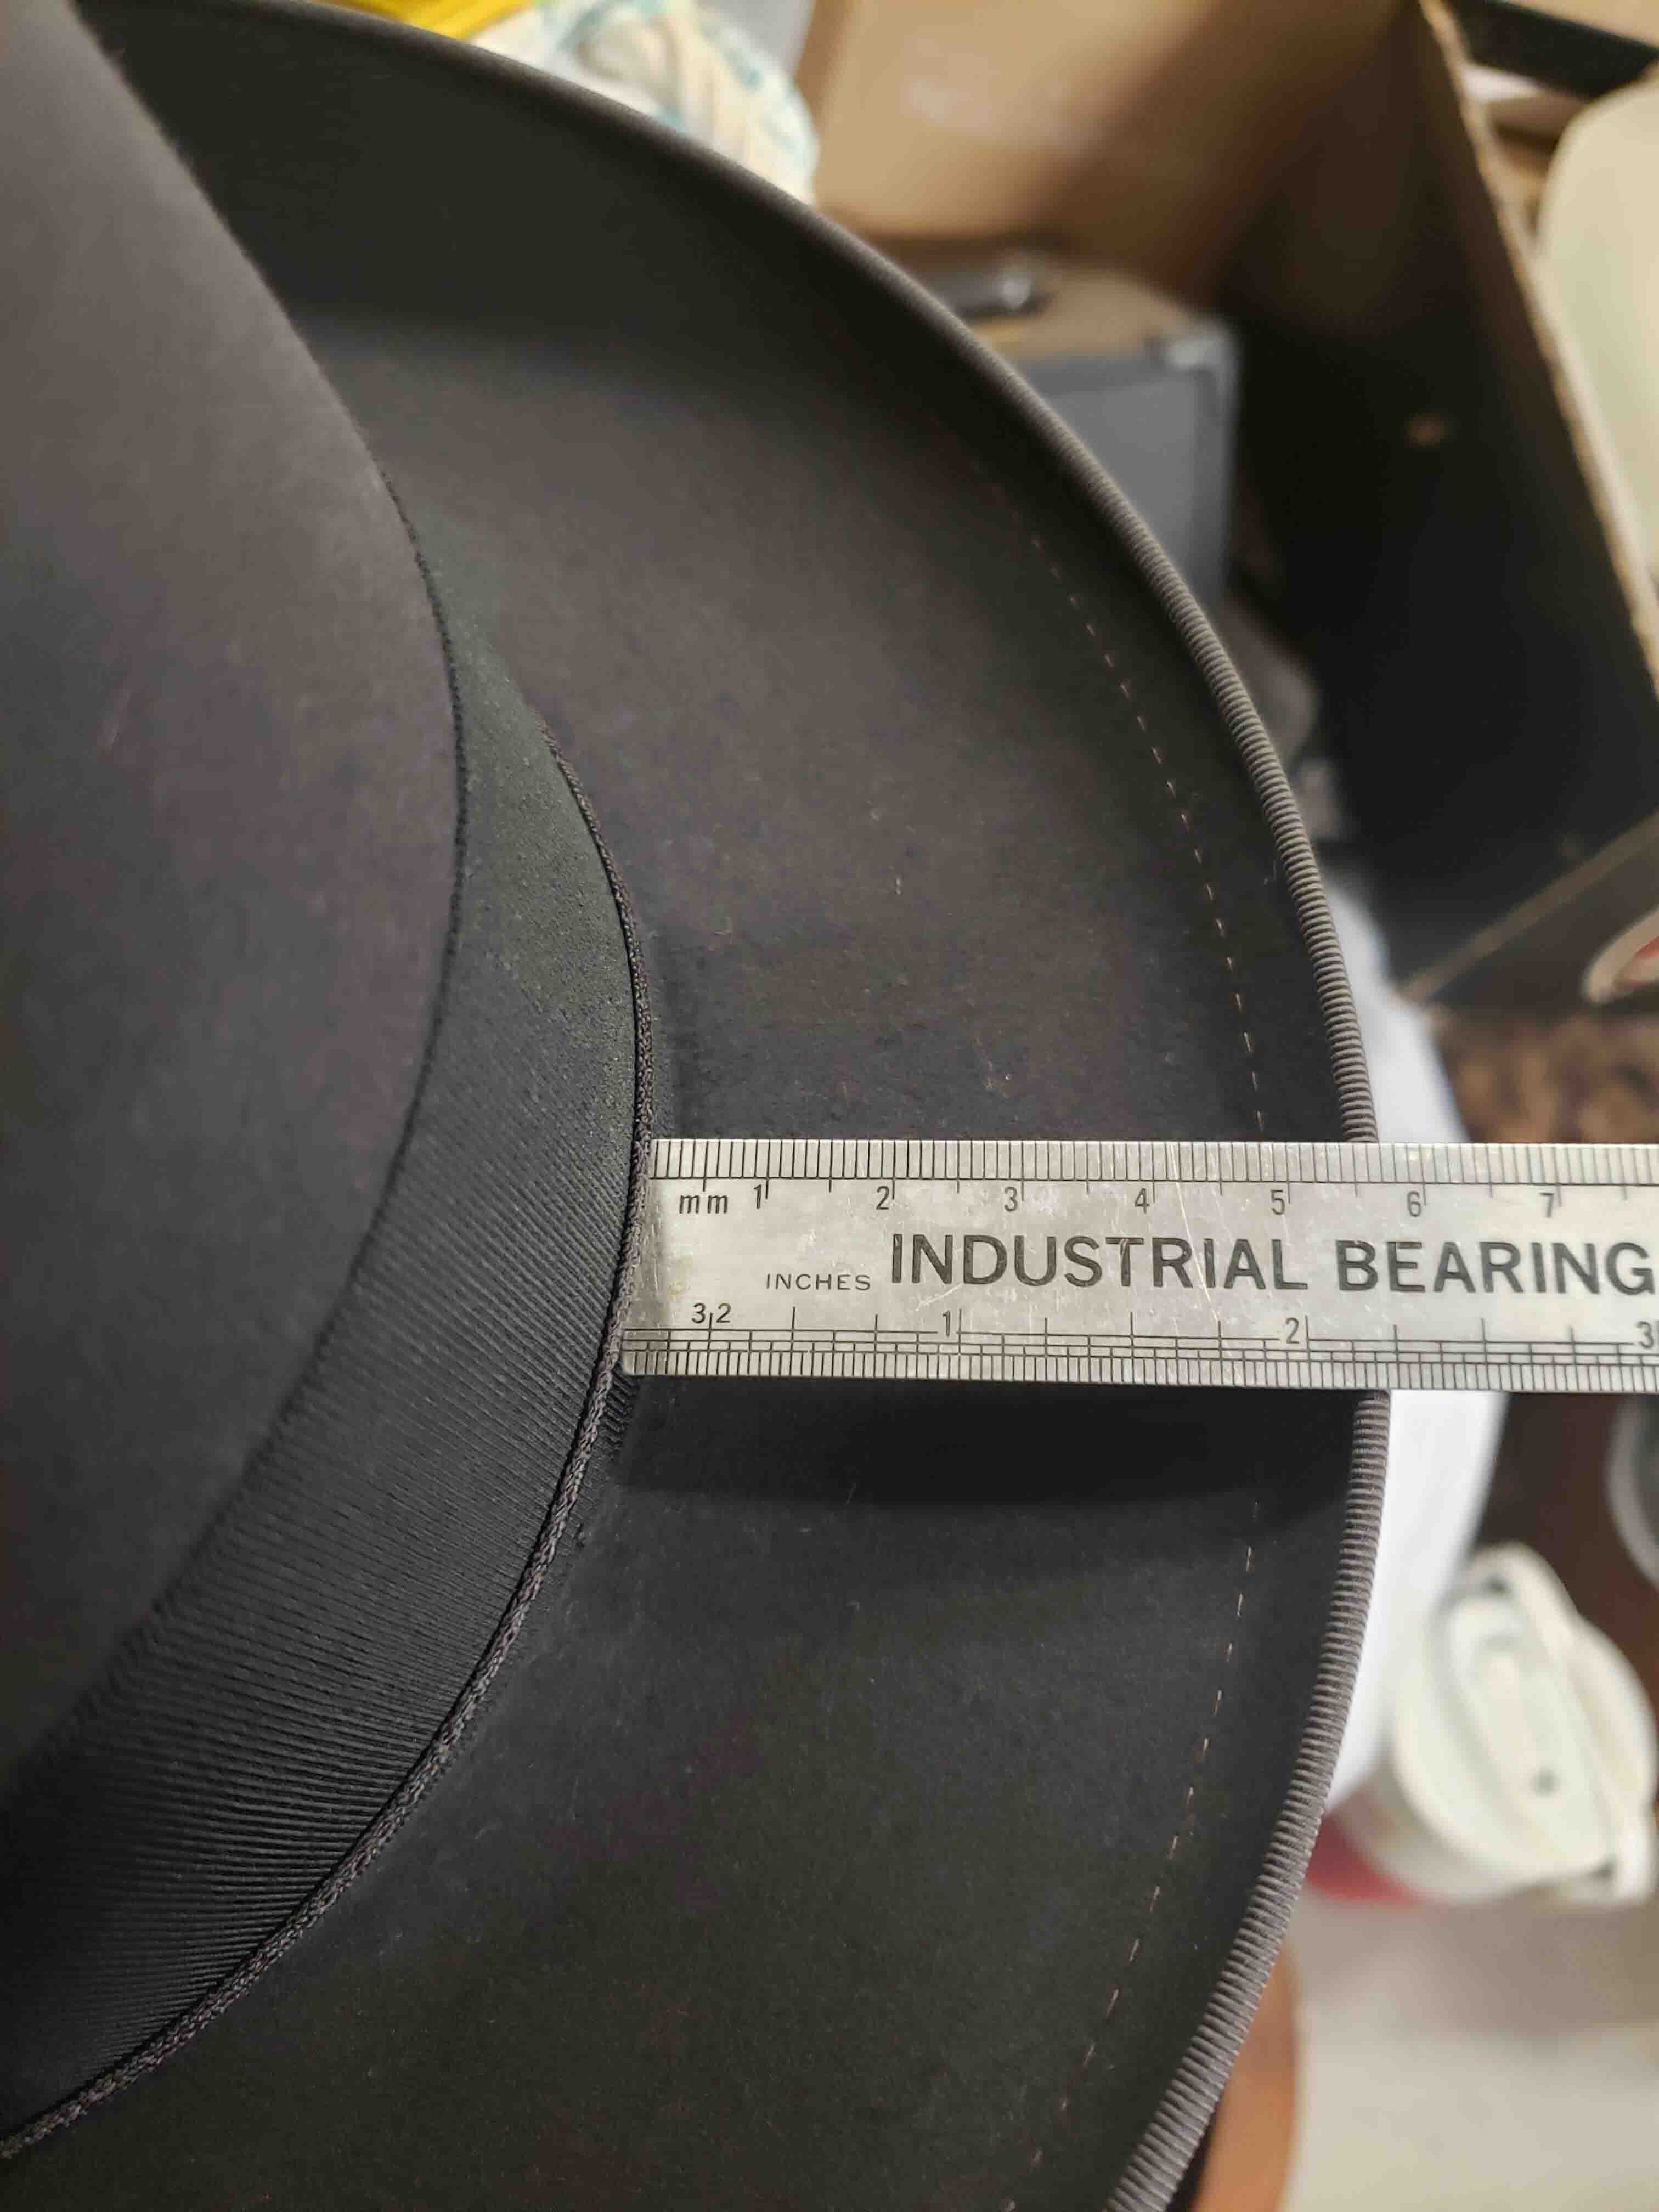 mm 1 2 3 4 5 6 7
INCHES INDUSTRIAL BEARING
32 1 2 3